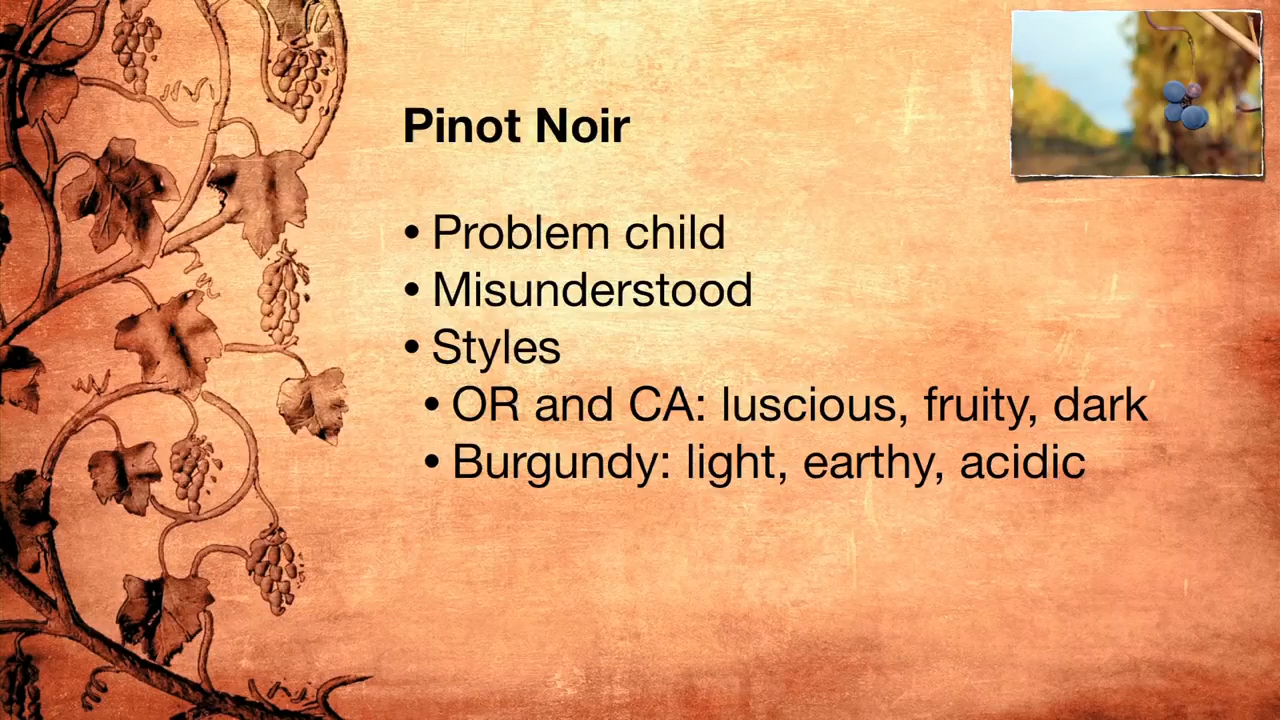 Pinot Noir
• Problem child
• Misunderstood
• Styles
• OR and CA: luscious, fruity, dark
• Burgundy: light, earthy, acidic